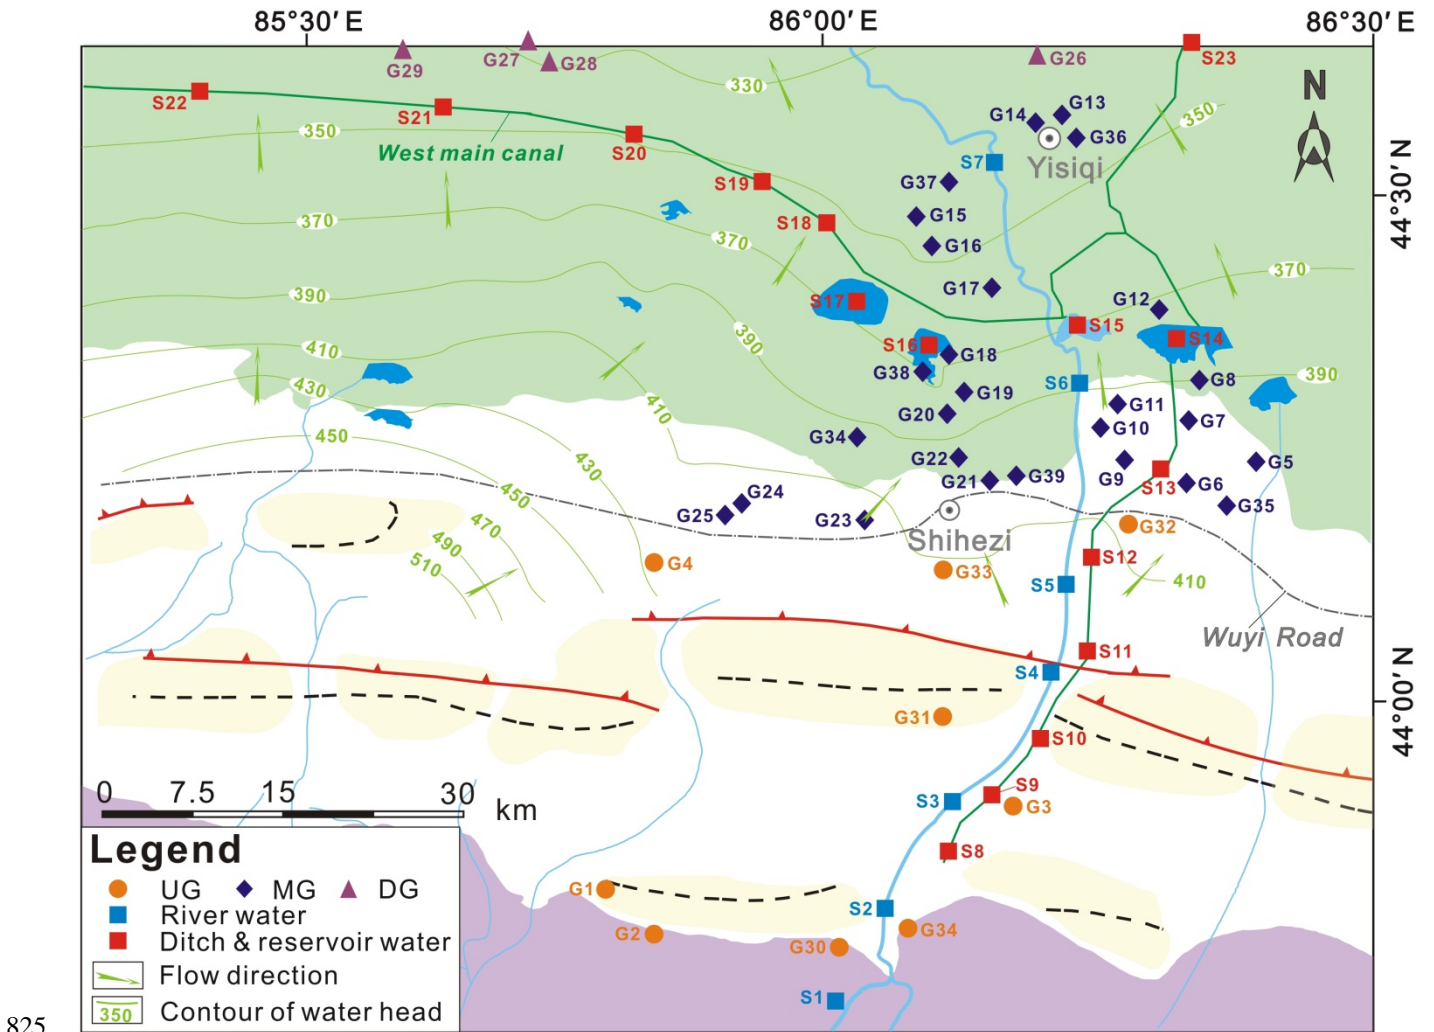 85°30′ E 86°00′ E 86°30′ E
G29 G27 G28 G26 S23
S22 S21 330 N
350 S20 G14 G13 350
West main canal G36
Yisiqi
S19 G37 S7 44°30′ N
370 S18 370 G15
G16
390 S17 G17 G12 370
410 390 S16 G18 S15 S14
430 G38 S6 G8 390
410 G20 G19 G11 G7
450 G34 G10
430 G22 G9 G5
450 G24 G21 G39 S13 G6
470 G25 G23 G35
490 Shihezi G32
510 G4 G33 S12
S5 410
Wuyi Road
S11
S4 44°00′ N
G31
S10
0 7.5 15 30 km
S3 S9 G3
Legend S8
UG MG DG G1
River water S2
Ditch & reservoir water G2 G30 G34
Flow direction
350 Contour of water head S1
825